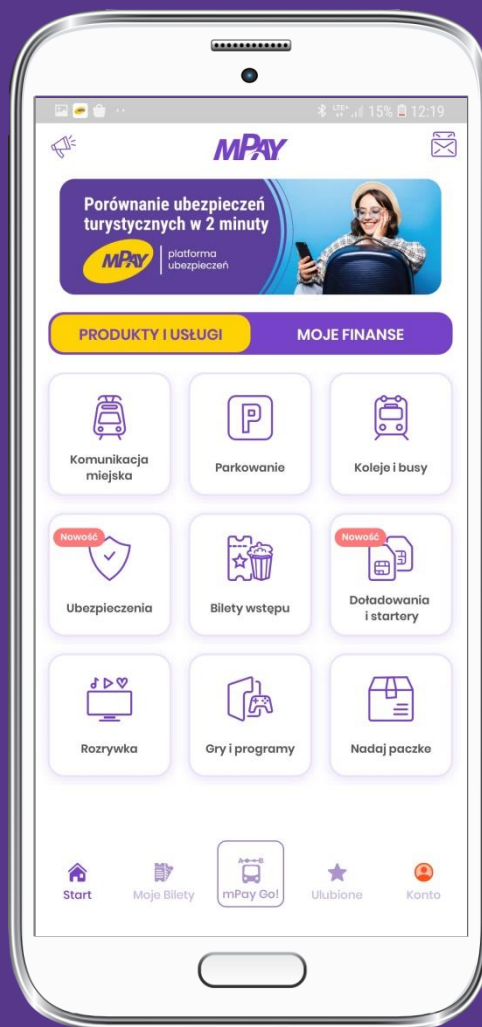 LTE+ 15% 12:19
mPAY
Porównanie ubezpieczeń
turystycznych w 2 minuty
mPAY platforma
ubezpieczeń
PRODUKTY I USŁUGI MOJE FINANSE
Komunikacja
miejska
Parkowanie
Koleje i busy
Nowość
Ubezpieczenia
Bilety wstępu
Nowość
Doładowania
i startery
Rozrywka
Gry i programy
Nadaj paczke
Start
Moje Bilety
A B
mPay Go!
Ulubione
Konto